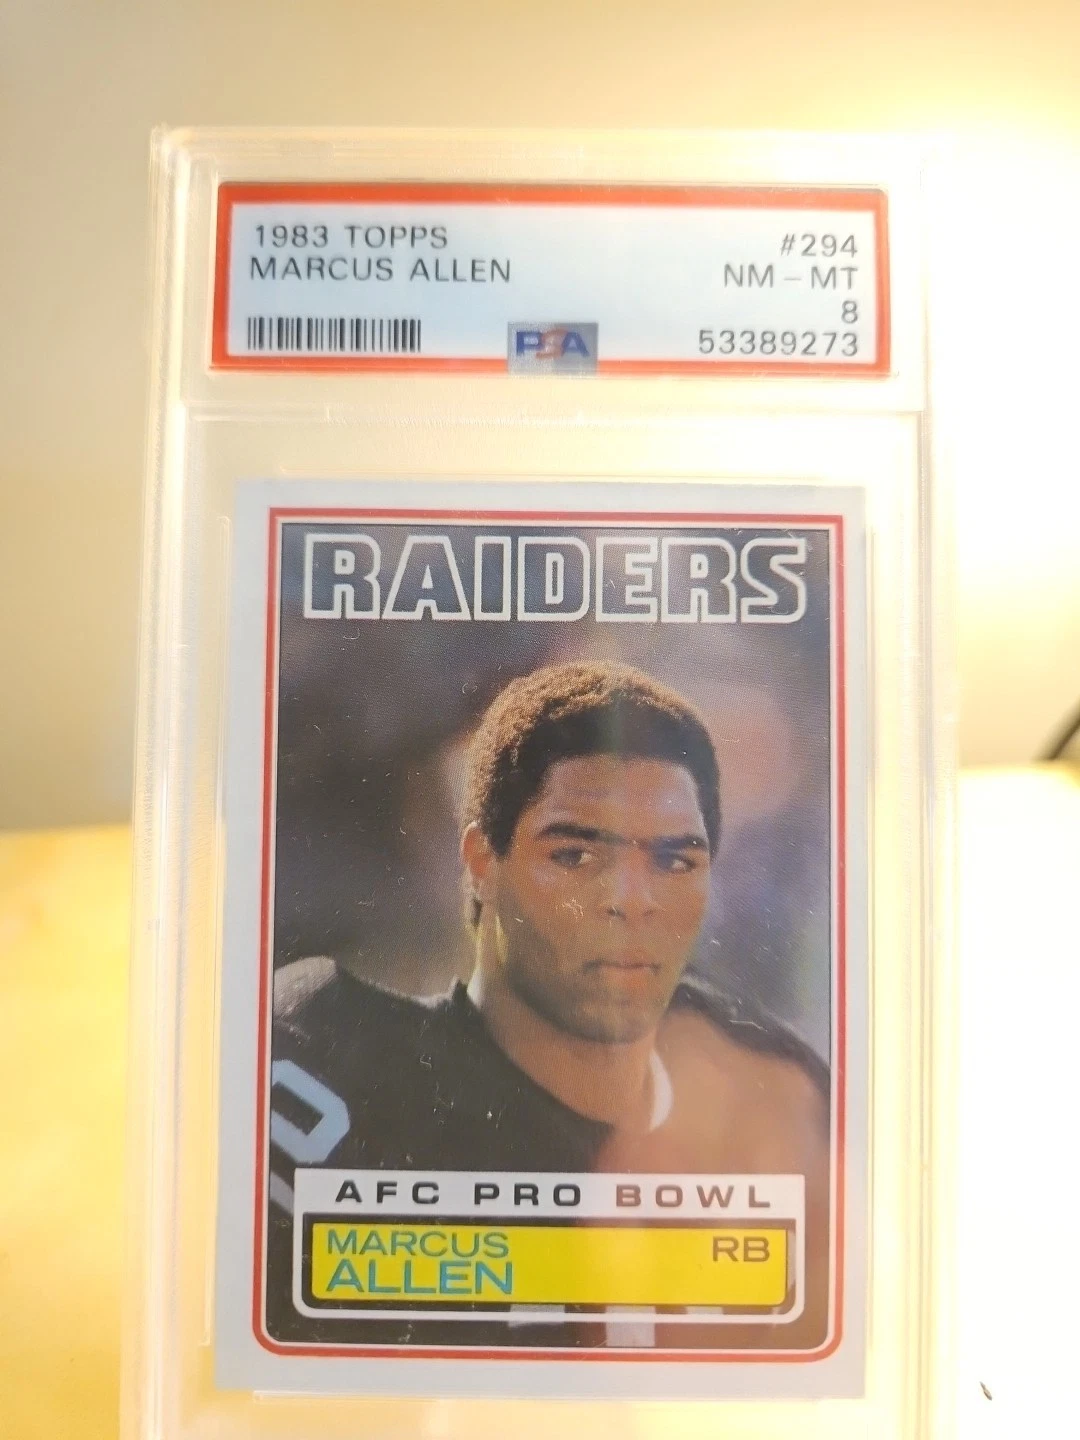 1983 TOPPS #294
MARCUS ALLEN NM - MT
8
PSA 53389273
RAIDERS
AFC PRO BOWL
MARCUS RB
ALLEN